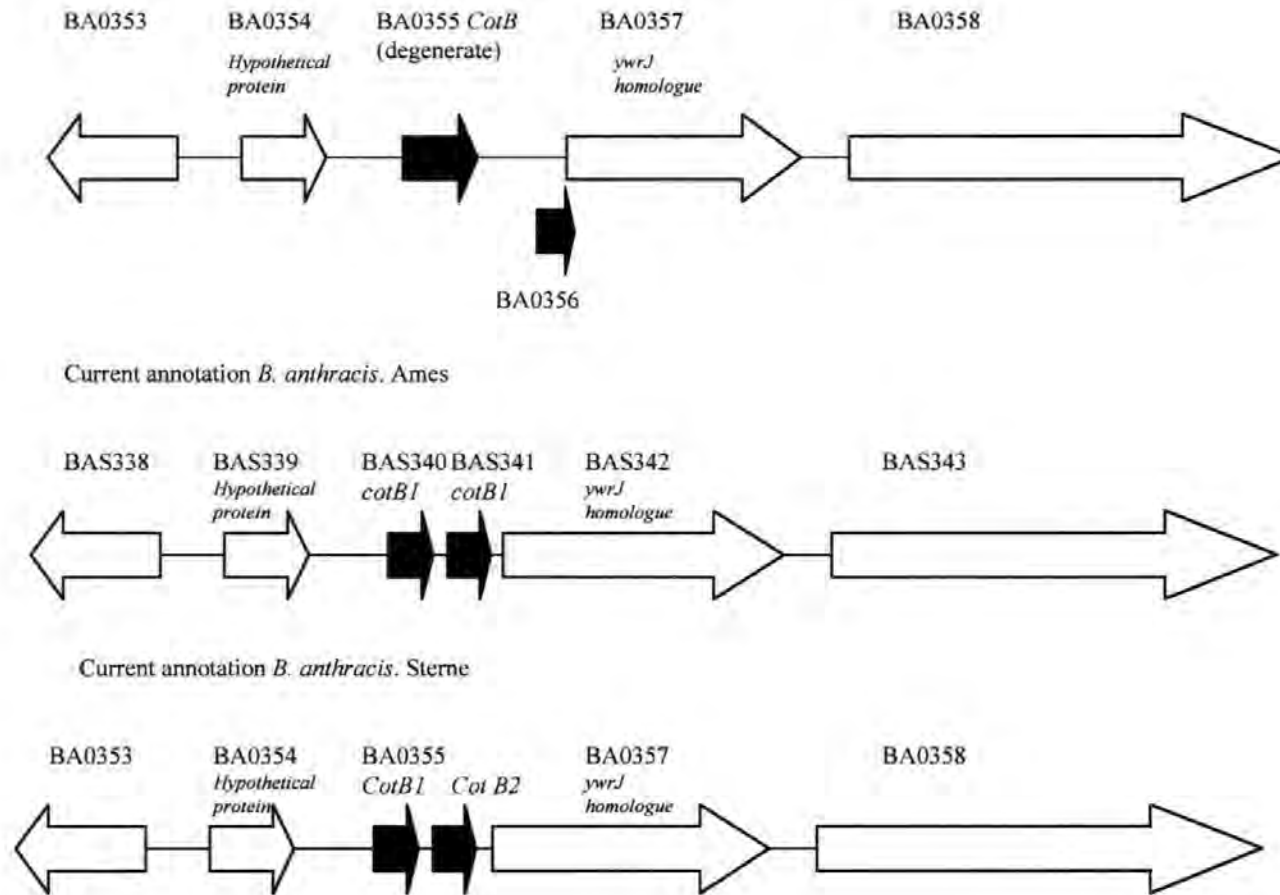 BA0353 BA0354 BA0355 CotB BA0357 BA0358
(degenerate)
Hypothetical ywrJ
protein homologue
BA0356
Current annotation B. anthracis. Ames
BAS338 BAS339 BAS340 BAS341 BAS342 BAS343
Hypothetical cotB1 cotB1 ywrJ
protein homologue
Current annotation B. anthracis. Sterne
BA0353 BA0354 BA0355 BA0357 BA0358
Hypothetical CotB1 Cot B2 ywrJ
protein homologue